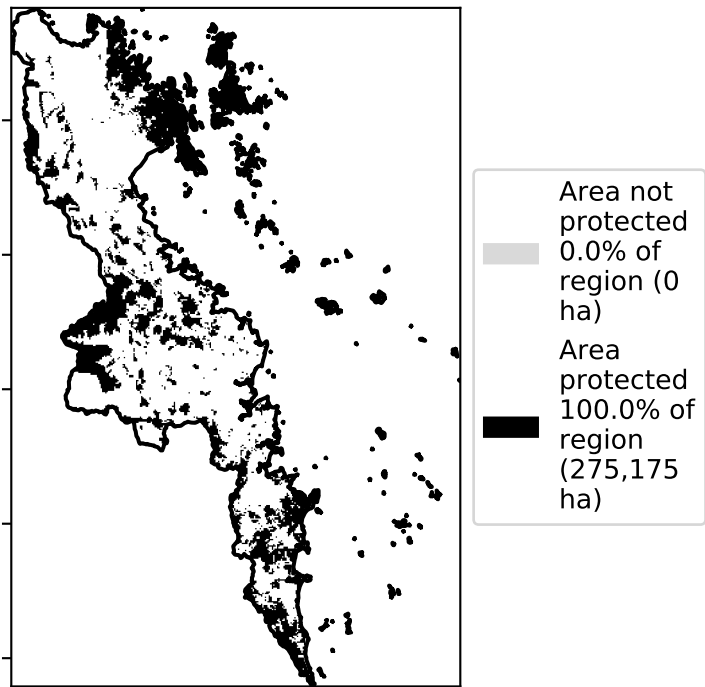 Area not
protected
0.0% of
region (0
ha)
Area
protected
100.0% of
region
(275,175
ha)